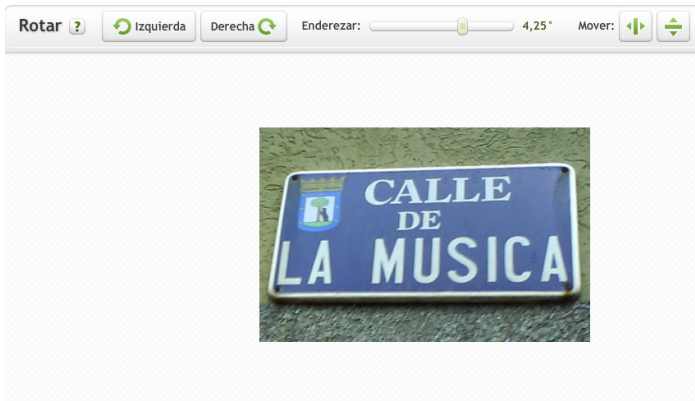 Rotar ? Izquierda Derecha Enderezar: 4,25° Mover:
CALLE
DE
LA MUSICA